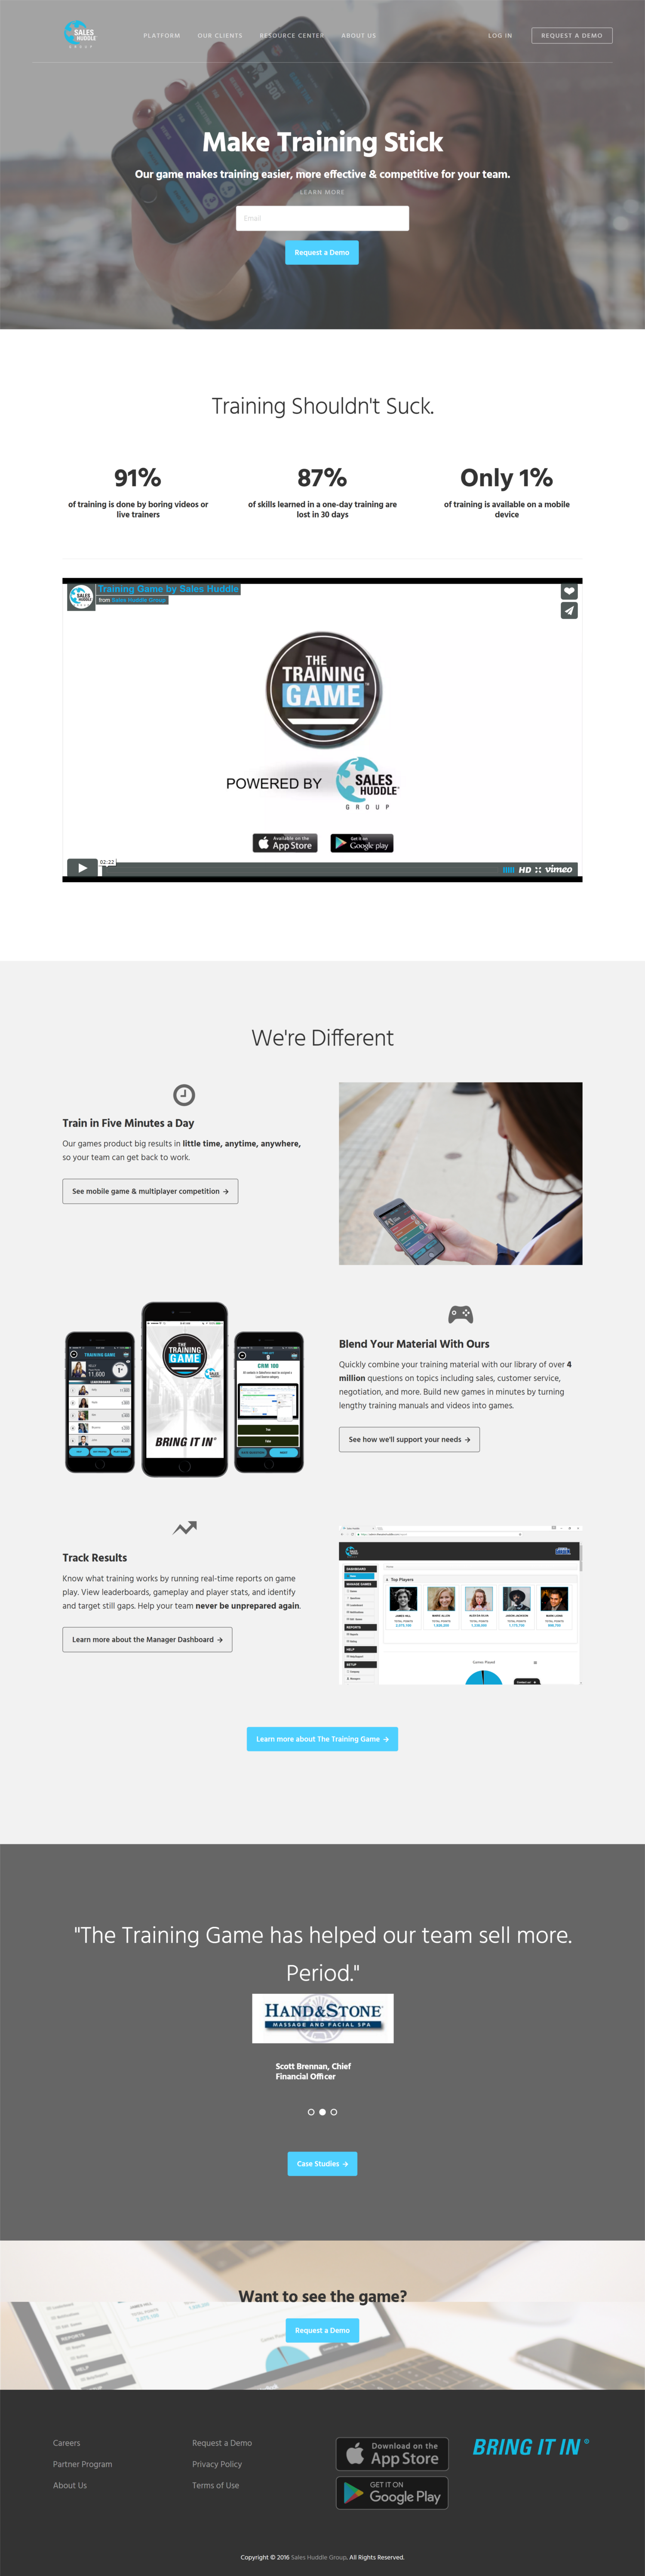 SALES
HUDDLE
GROUP
PLATFORM
OUR CLIENTS
RESOURCE CENTER
ABOUT US
LOG IN
REQUEST A DEMO
Make Training Stick
Our game makes training easier, more effective & competitive for your team.
LEARN MORE
Email
Request a Demo
Training Shouldn't Suck.
91%
of training is done by boring videos or
live trainers
87%
of skills learned in a one-day training are
lost in 30 days
Only 1%
of training is available on a mobile
device
Training Game by Sales Huddle
from Sales Huddle Group
THE
TRAINING
GAME
POWERED BY
SALES
HUDDLE
GROUP
Available on the
App Store
Get it on
Google play
02:22
HD
vimeo
We're Different
Train in Five Minutes a Day
Our games product big results in little time, anytime, anywhere,
so your team can get back to work.
See mobile game & multiplayer competition →
TRAINING GAME
11,600
THE
TRAINING
GAME
BRING IT IN®
CRM 100
Blend Your Material With Ours
Quickly combine your training material with our library of over 4
million questions on topics including sales, customer service,
negotiation, and more. Build new games in minutes by turning
lengthy training manuals and videos into games.
See how we'll support your needs →
Track Results
Know what training works by running real-time reports on game
play. View leaderboards, gameplay and player stats, and identify
and target still gaps. Help your team never be unprepared again.
Learn more about the Manager Dashboard →
DASHBOARD
MANAGE GAMES
REPORTS
HELP
SETUP
Top Players
Games Played
Learn more about The Training Game →
"The Training Game has helped our team sell more.
Period."
HAND&STONE
MASSAGE AND FACIAL SPA
Scott Brennan, Chief
Financial Officer
Case Studies →
Want to see the game?
Request a Demo
REPORTS
HELP
SETUP
Careers
Partner Program
About Us
Request a Demo
Privacy Policy
Terms of Use
Download on the
App Store
GET IT ON
Google Play
BRING IT IN®
Copyright © 2016 Sales Huddle Group. All Rights Reserved.